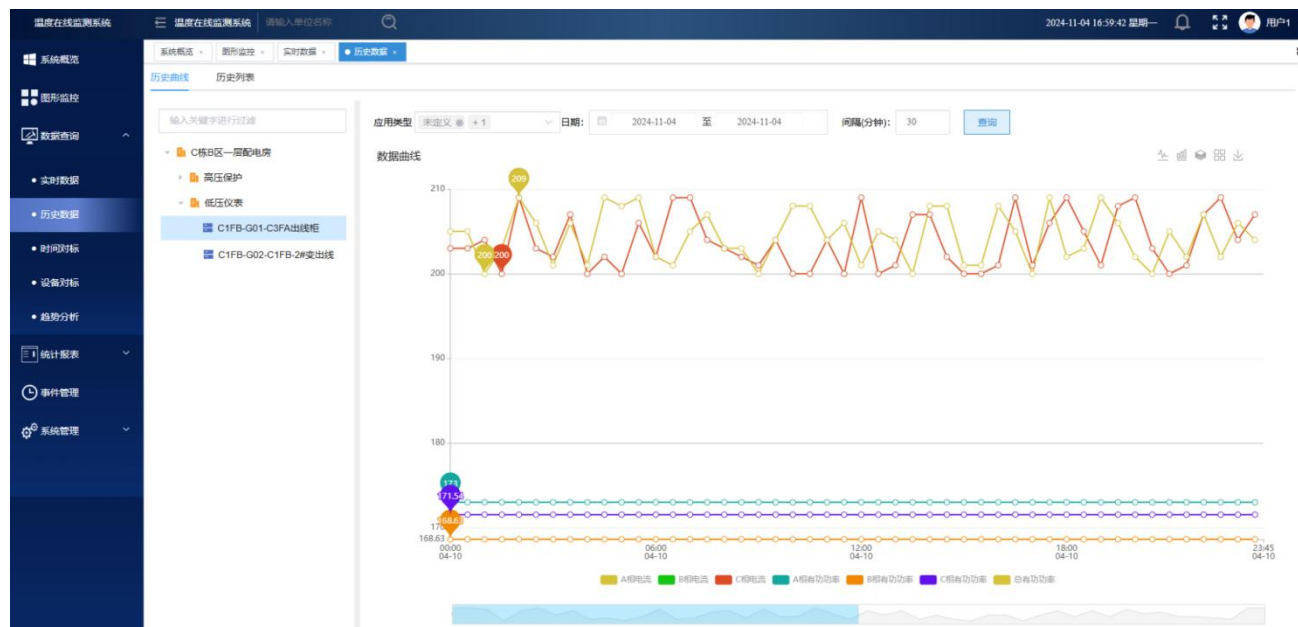 温度在线监测系统
温度在线监测系统 请输入单位名称
2024-11-04 16:59:42 星期一 用户1
系统概览 × 图形监控 × 实时数据 × 历史数据 ×
系统概览
图形监控
数据查询
实时数据
历史数据
时间对标
设备对标
趋势分析
统计报表
事件管理
系统管理
历史曲线 历史列表
输入关键字进行过滤
C栋B区一层配电房
高压保护
低压仪表
C1FB-G01-C3FA出线柜
C1FB-G02-C1FB-2#变出线
应用类型 未定义 + 1 日期: 2024-11-04 至 2024-11-04 间隔(分钟): 30 查询
数据曲线
210
209
200 200
200
190
180
173
171.54
168.63
170
168.63
00:00 06:00 12:00 18:00 23:45
04-10 04-10 04-10 04-10 04-10
A相电流 B相电流 C相电流 A相有功功率 B相有功功率 C相有功功率 总有功功率